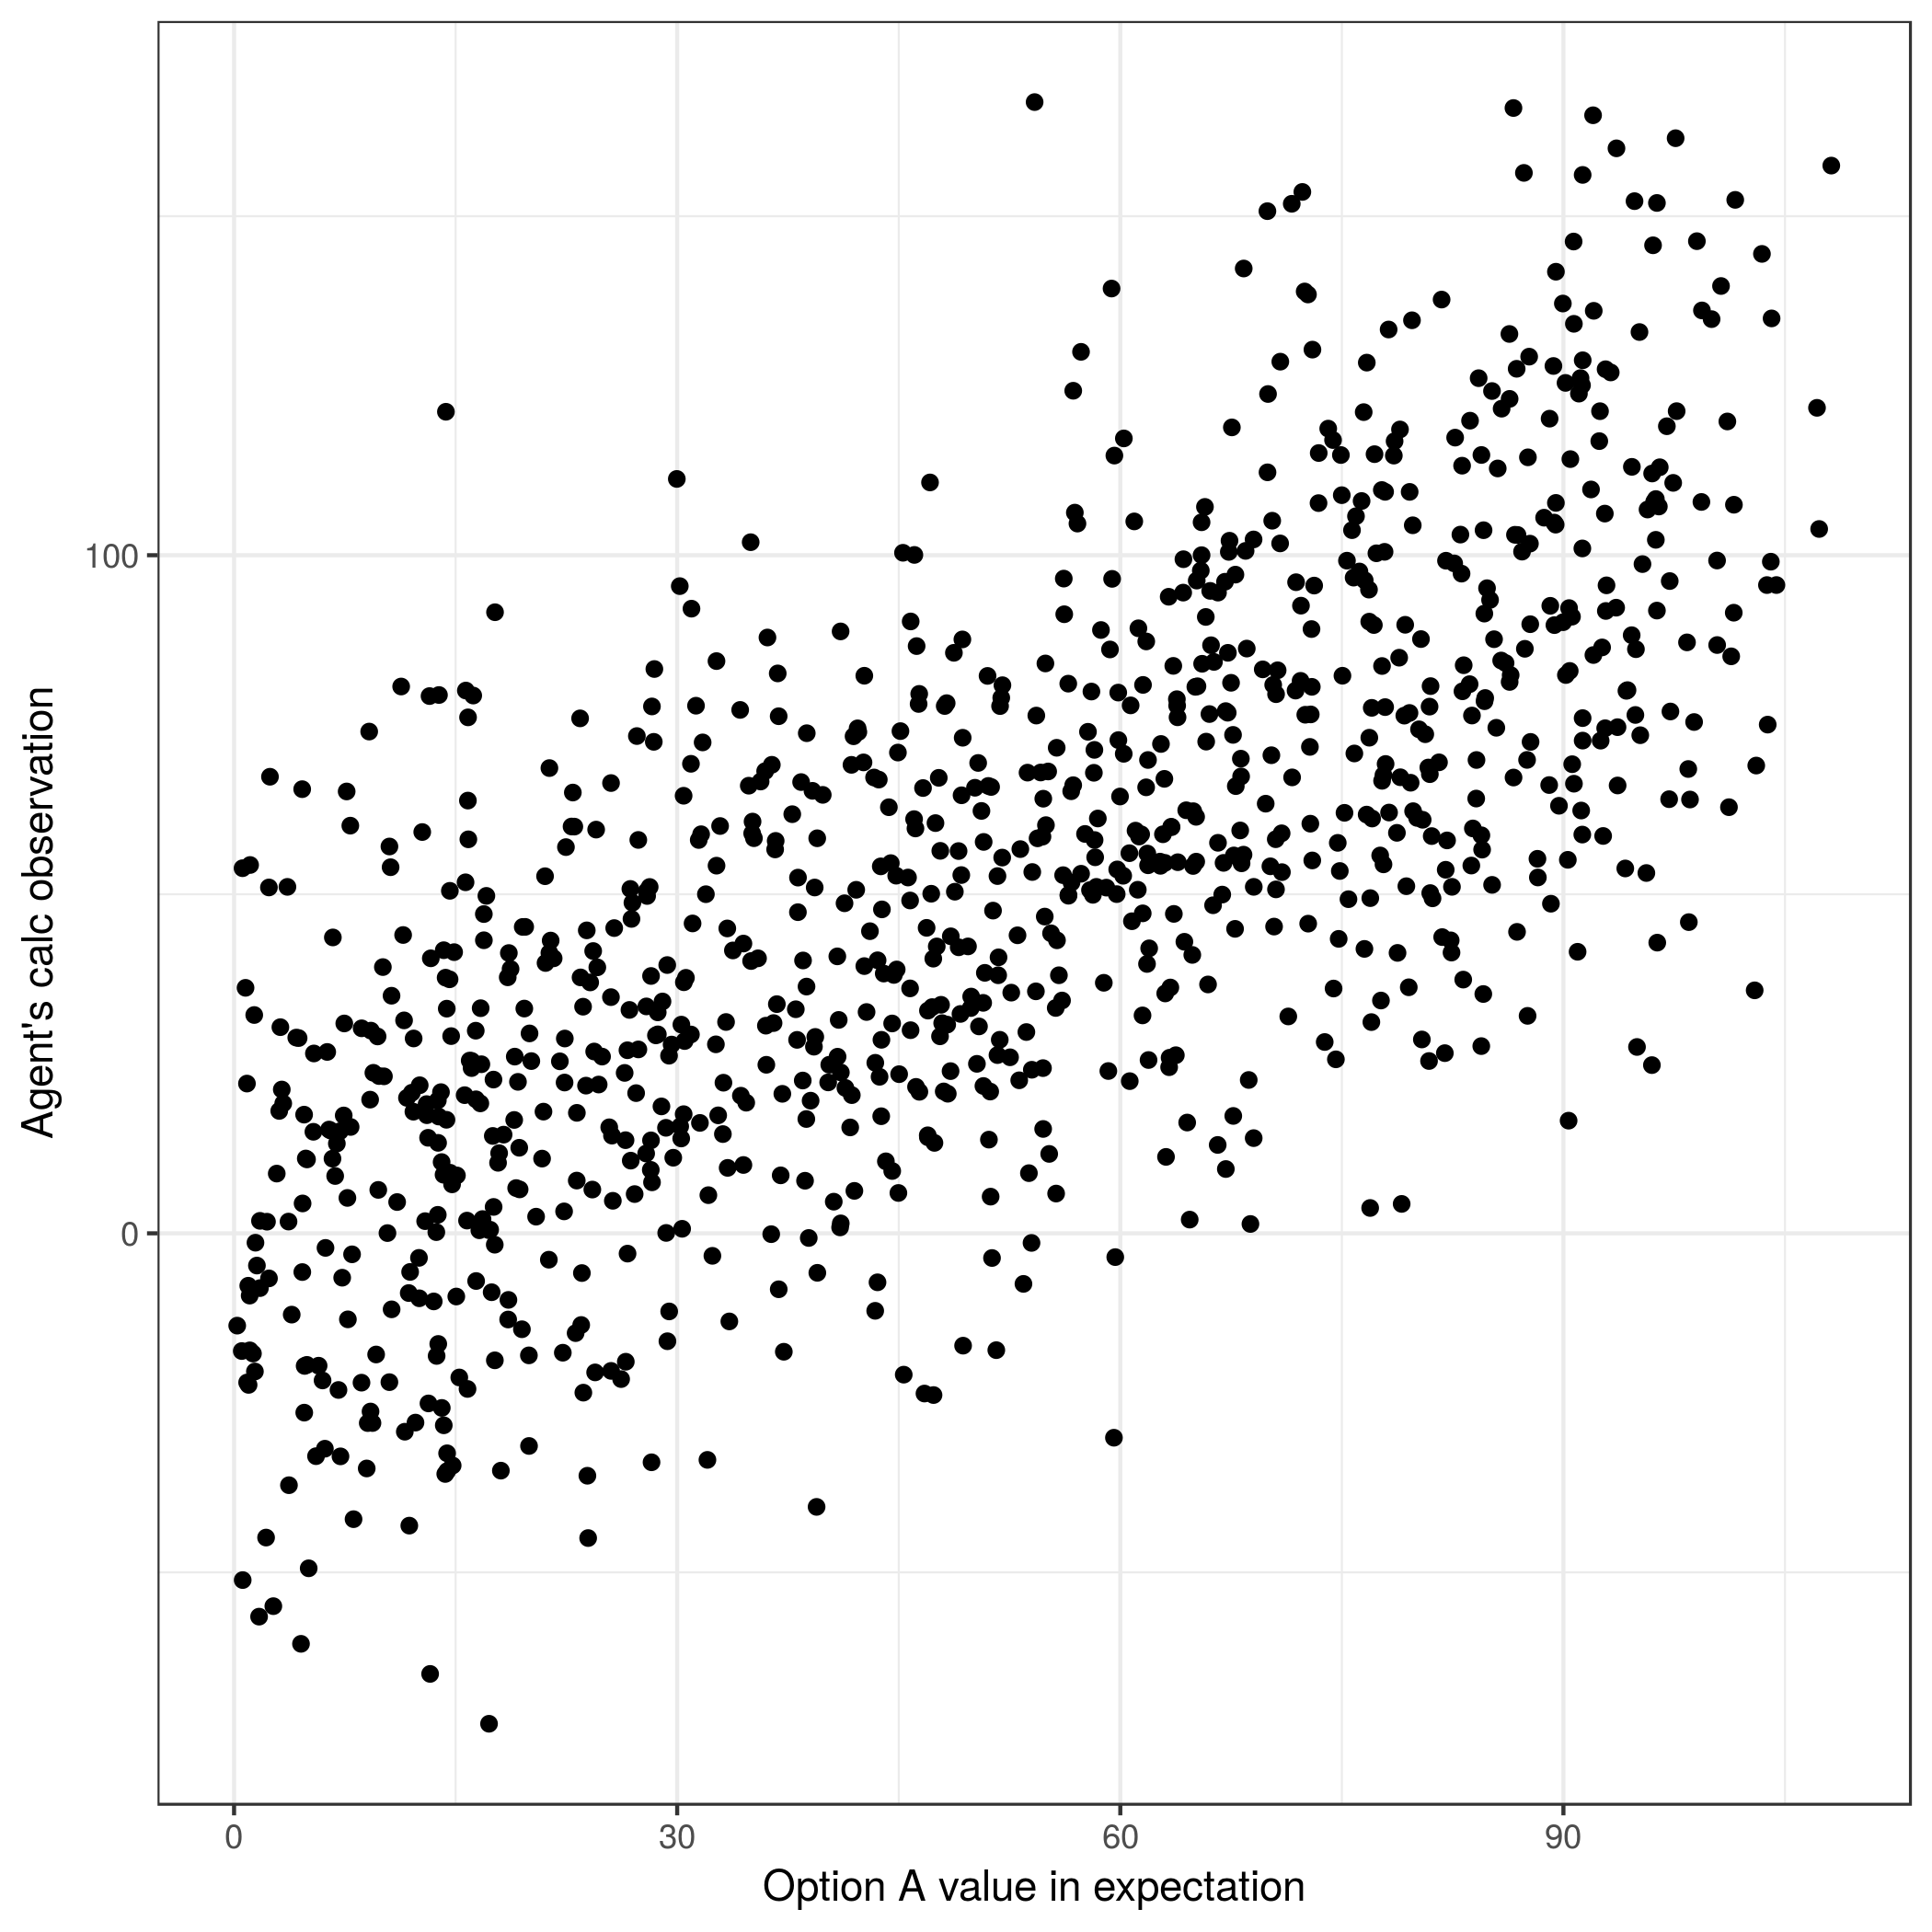 Agent's calc observation
100
0
0 30 60 90
Option A value in expectation